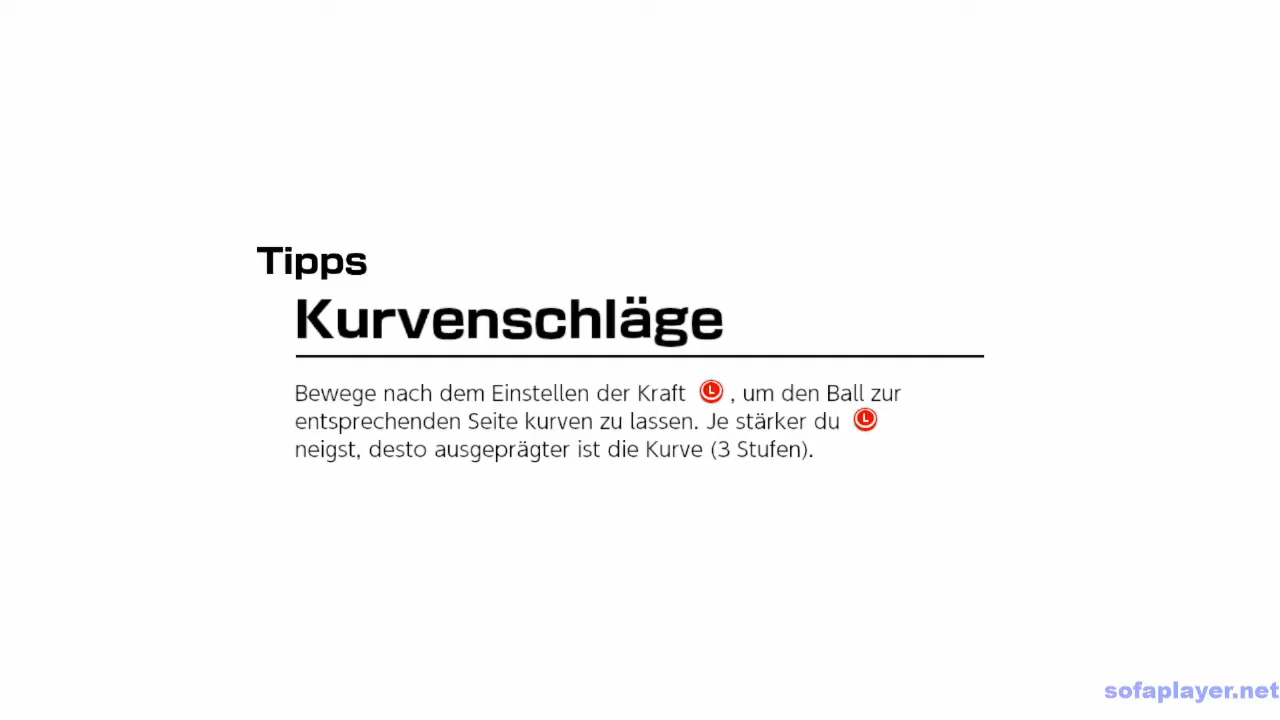 Tipps
Kurvenschläge
Bewege nach dem Einstellen der Kraft L , um den Ball zur
entsprechenden Seite kurven zu lassen. Je stärker du L
neigst, desto ausgeprägter ist die Kurve (3 Stufen).
sofaplayer.net